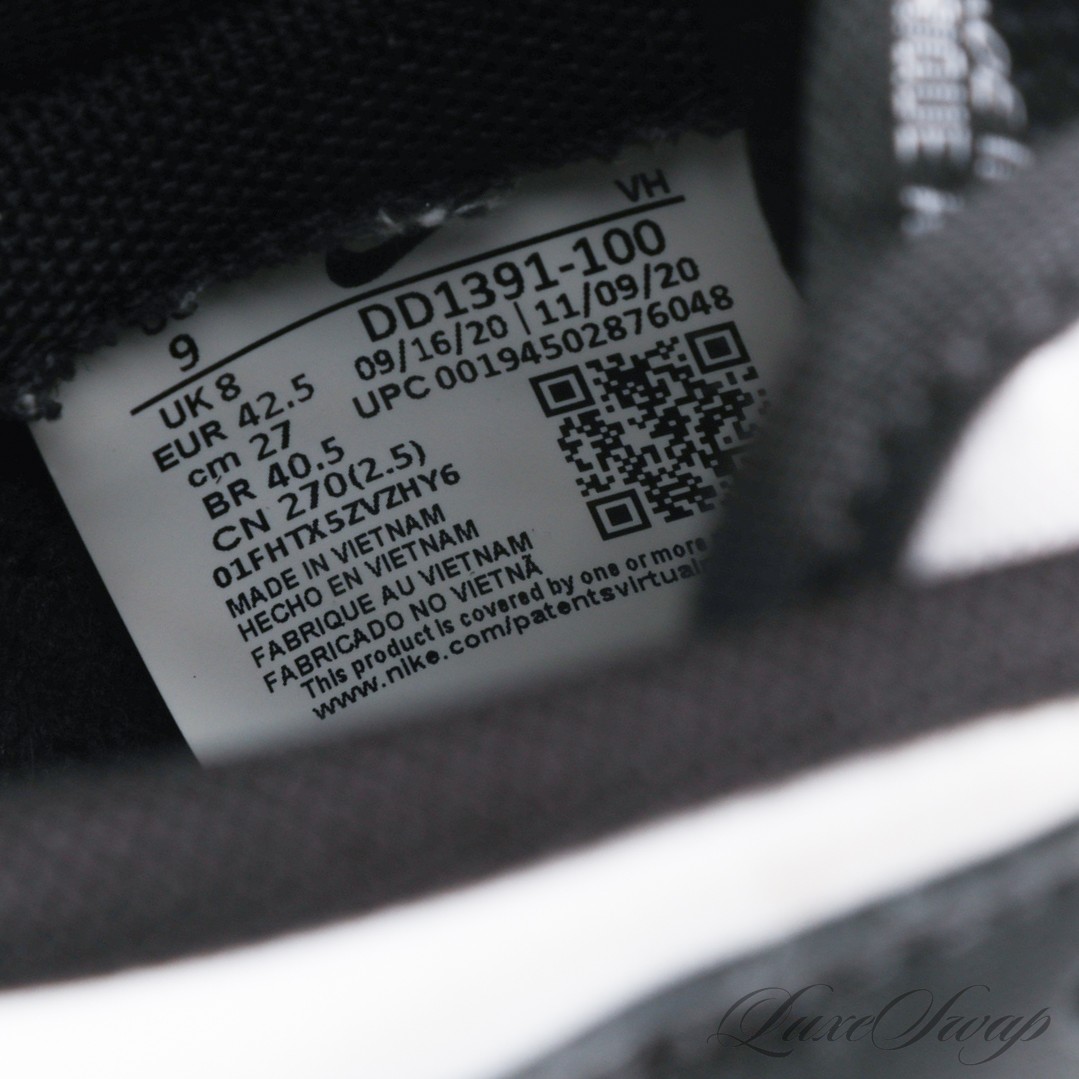 VH
9 DD1391-100
UK 8 09/16/20 | 11/09/20
EUR 42.5 UPC 00194502876048
cm 27
BR 40.5
CN 270(2.5)
01FHTX5ZVZHY6
MADE IN VIETNAM
HECHO EN VIETNAM
FABRIQUE AU VIETNAM
FABRICADO NO VIETNÃ
This product is covered by one or more
www.nike.com/patentsvirtual
LuxeSwap